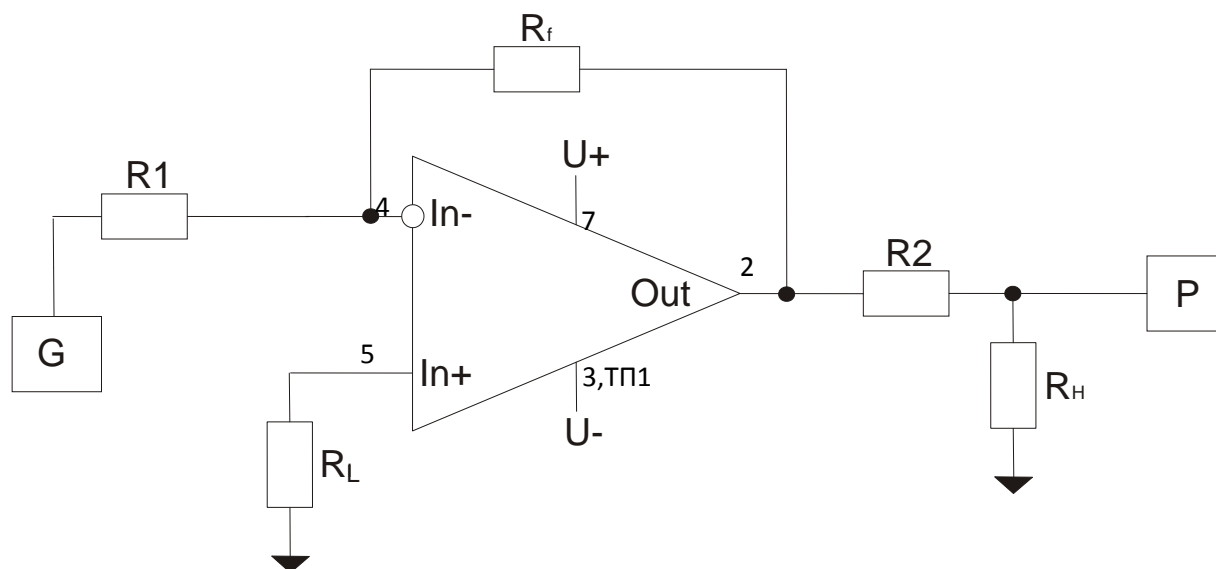 Rf
U+
R1
4
In-
7
R2
2
Out
P
G
5
In+
3,ТП1
RH
U-
RL